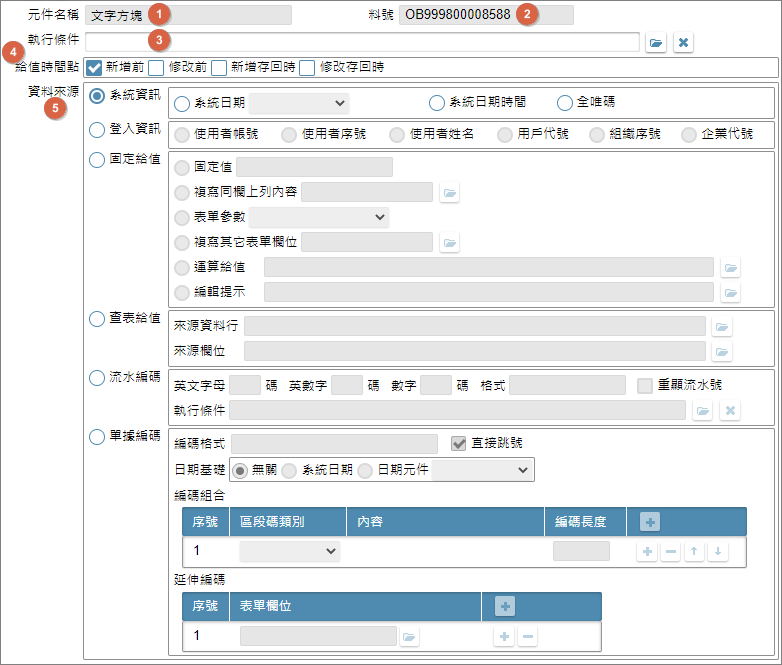 元件名稱 文字方塊 1 料號 OB999800008588 2
執行條件 3
4
給值時間點 新增前 修改前 新增存回時 修改存回時
資料來源 系統資訊 系統日期 系統日期時間 全唯碼
5
登入資訊 使用者帳號 使用者序號 使用者姓名 用戶代號 組織序號 企業代號
固定給值 固定值
複寫同欄上列內容
表單參數
複寫其它表單欄位
運算給值
編輯提示
查表給值 來源資料行
來源欄位
流水編碼 英文字母 碼 英數字 碼 數字 碼 格式 重顯流水號
執行條件
單據編碼 編碼格式 直接跳號
日期基礎 無關 系統日期 日期元件
編碼組合
序號 區段碼類別 內容 編碼長度
1
延伸編碼
序號 表單欄位
1